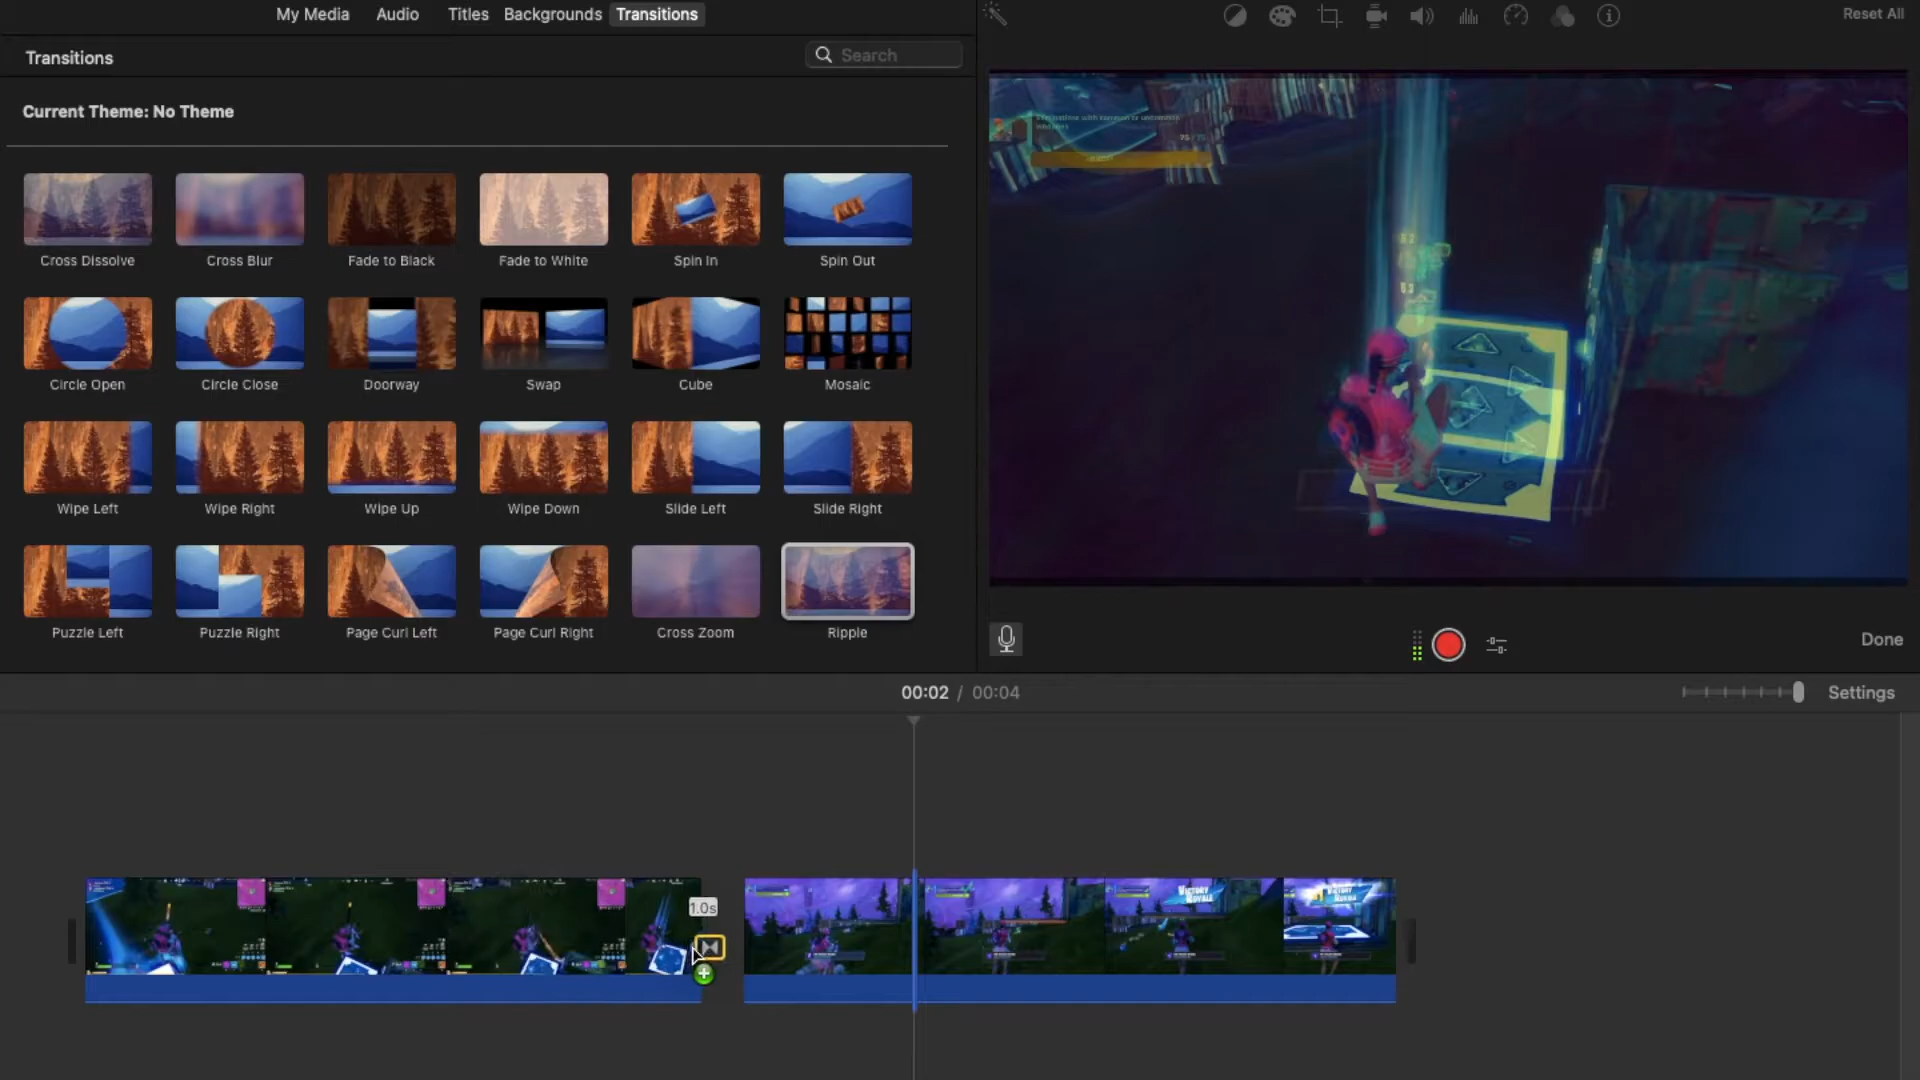 My Media Audio Titles Backgrounds Transitions
Reset All
Transitions
Search
Current Theme: No Theme
Cross Dissolve Cross Blur Fade to Black Fade to White Spin In Spin Out
Circle Open Circle Close Doorway Swap Cube Mosaic
Wipe Left Wipe Right Wipe Up Wipe Down Slide Left Slide Right
Puzzle Left Puzzle Right Page Curl Left Page Curl Right Cross Zoom Ripple
Done
00:02 / 00:04
Settings
1.0s
VICTORY
ROYALE